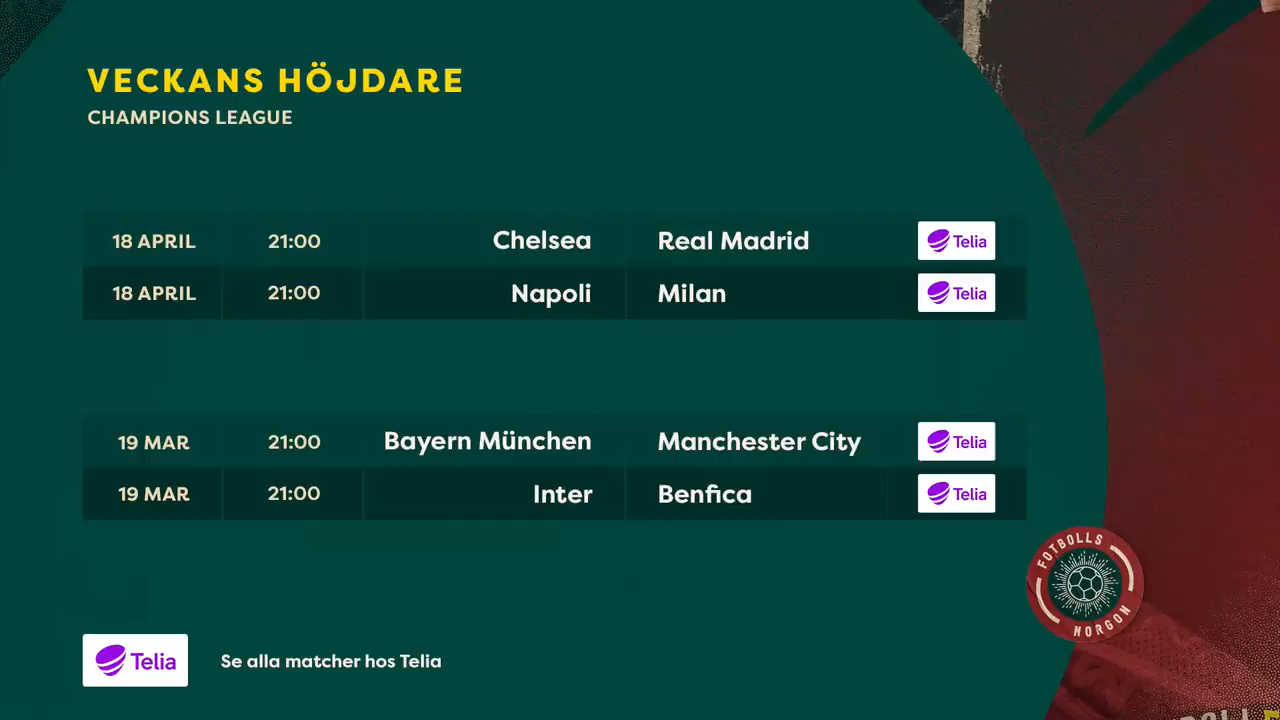 VECKANS HÖJDARE
CHAMPIONS LEAGUE
18 APRIL 21:00 Chelsea Real Madrid Telia
18 APRIL 21:00 Napoli Milan Telia
19 MAR 21:00 Bayern München Manchester City Telia
19 MAR 21:00 Inter Benfica Telia
FOTBOLLS
MORGON
Telia Se alla matcher hos Telia